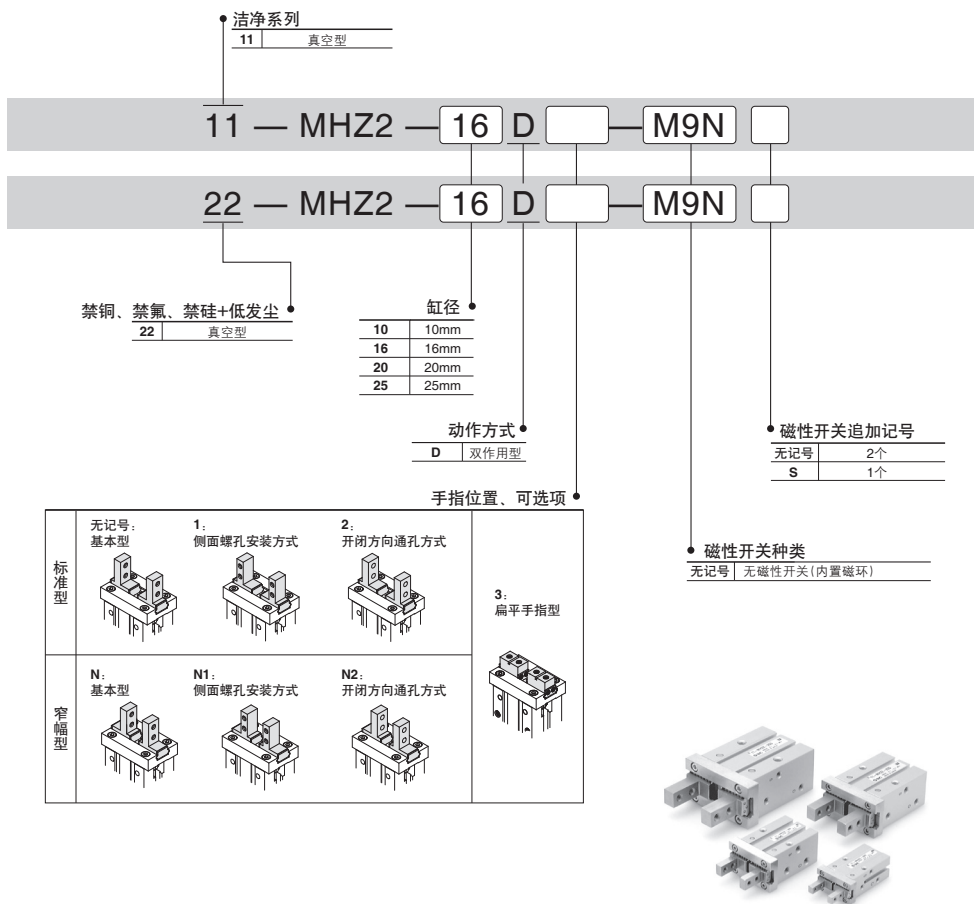 洁净系列
11 真空型
11 — MHZ2 — 16 D — M9N
22 — MHZ2 — 16 D — M9N
禁铜、禁氟、禁硅+低发尘
22 真空型
缸径
10 10mm
16 16mm
20 20mm
25 25mm
动作方式
D 双作用型
磁性开关追加记号
无记号 2个
S 1个
手指位置、可选项
磁性开关种类
无记号 无磁性开关(内置磁环)
标准型
无记号:
基本型
1:
侧面螺孔安装方式
2:
开闭方向通孔方式
3:
扁平手指型
窄幅型
N:
基本型
N1:
侧面螺孔安装方式
N2:
开闭方向通孔方式